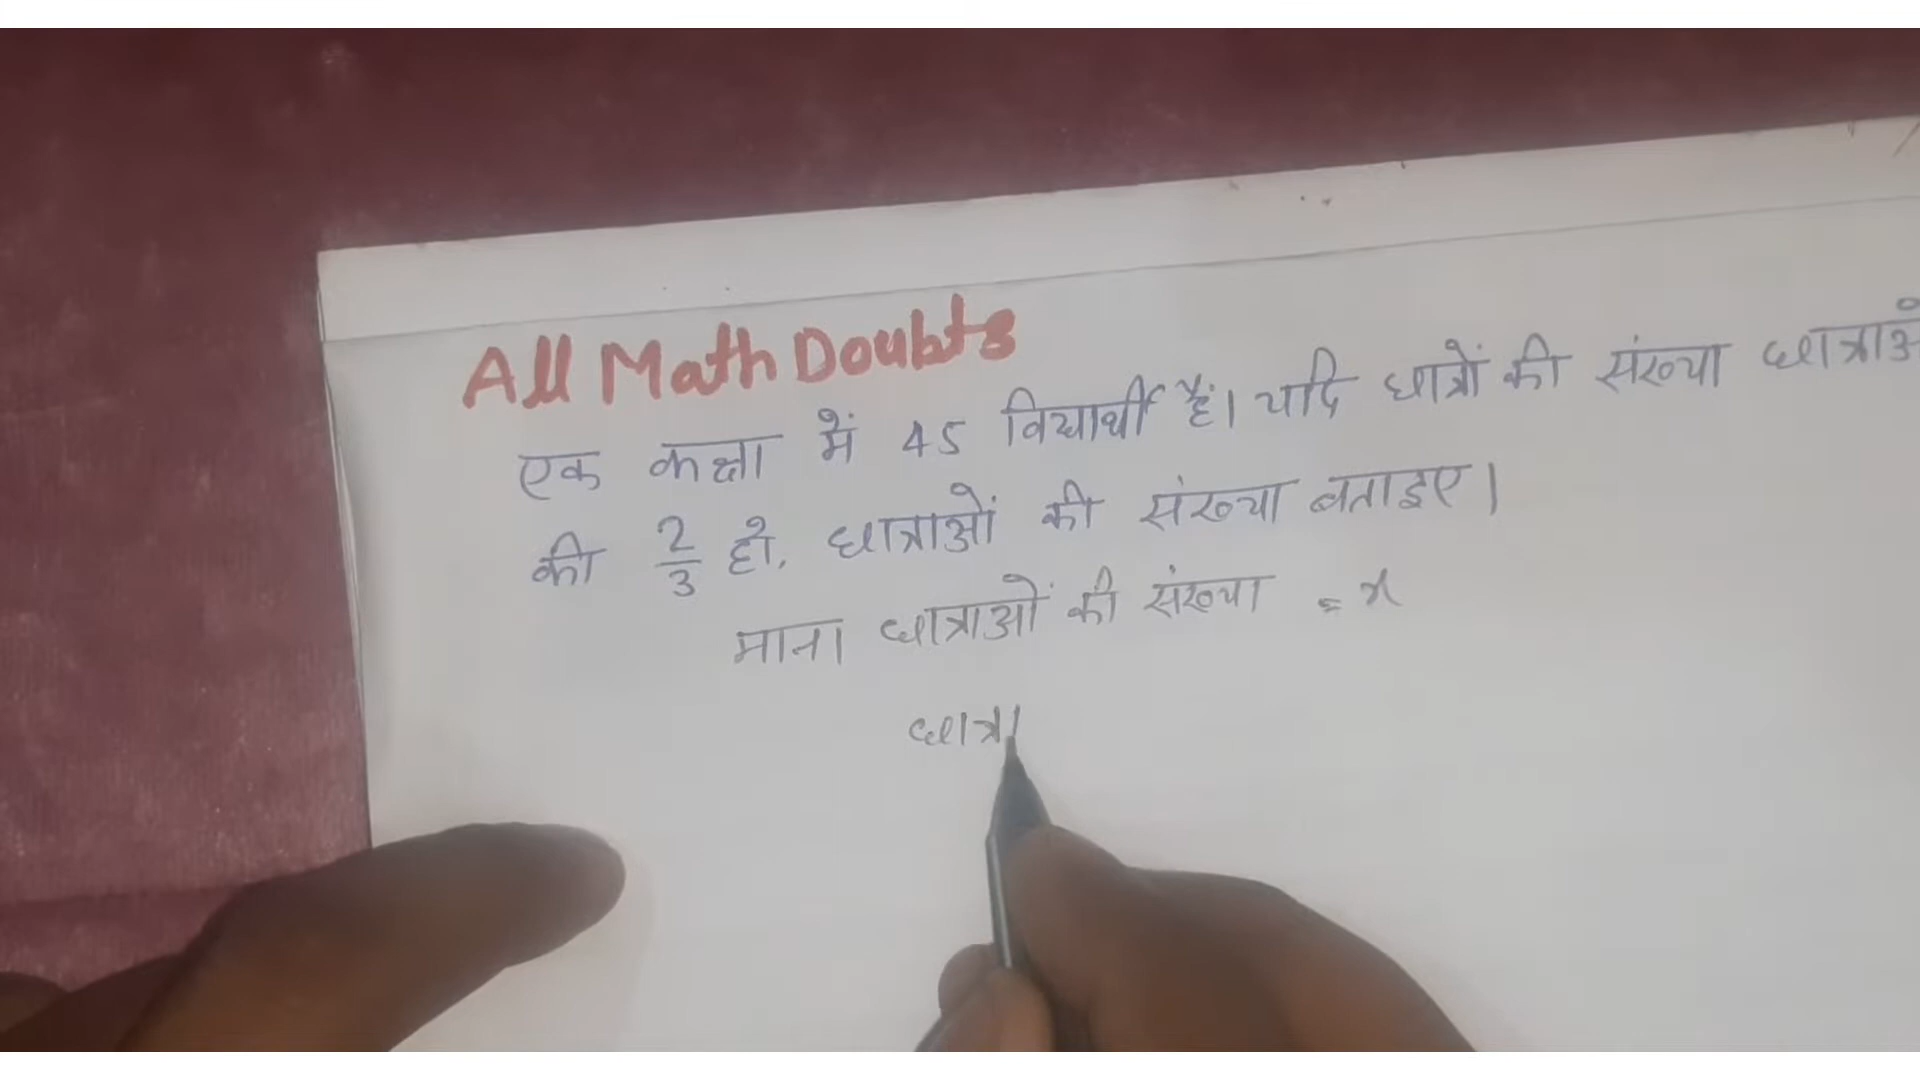 All Math Doubts
एक कक्षा में 45 विद्यार्थी हैं। यदि छात्रों की संख्या
की 2/3 हो, छात्राओं की संख्या बताइए।
माना छात्राओं की संख्या = x
छात्रा